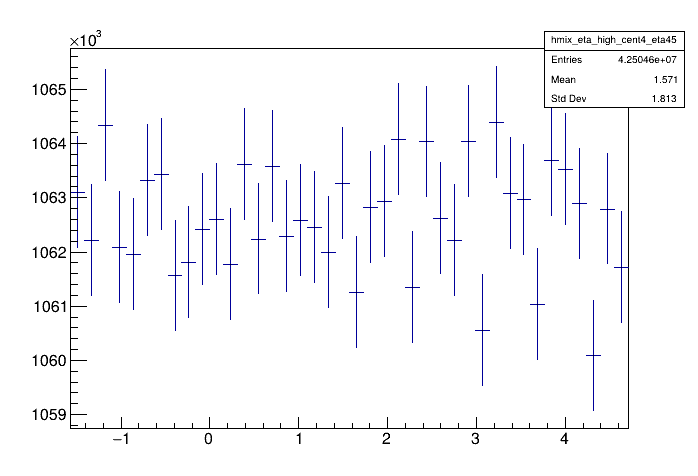 ×10³
hmix_eta_high_cent4_eta45
Entries 4.25046e+07
Mean 1.571
Std Dev 1.813
1065
1064
1063
1062
1061
1060
1059
−1 0 1 2 3 4